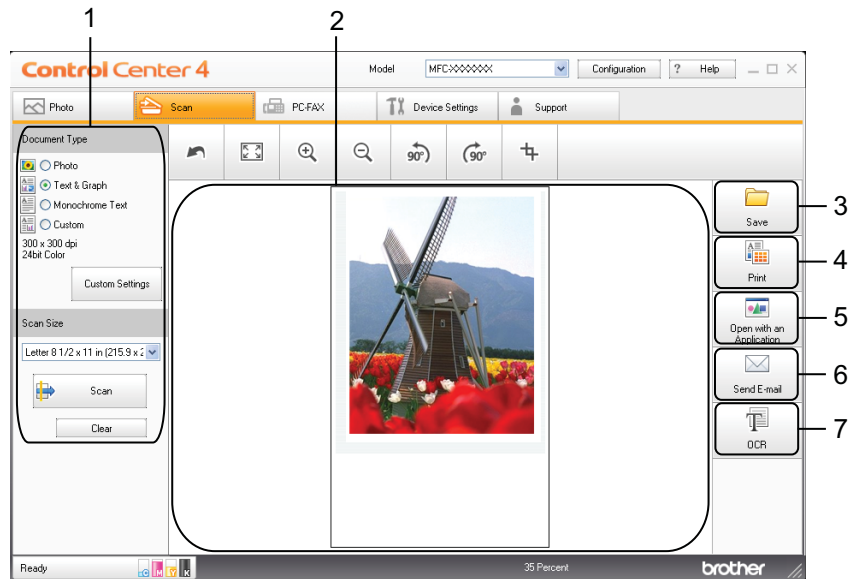 1 2
Control Center 4 Model MFC-XXXXXX Configuration ? Help
Photo Scan PC-FAX Device Settings Support
Document Type
Photo
Text & Graph
Monochrome Text
Custom
300 x 300 dpi
24bit Color
Custom Settings
Scan Size
Letter 8 1/2 x 11 in (215.9 x 2
Scan
Clear
90° 90°
Save 3
Print 4
Open with an
Application
5
Send E-mail 6
OCR 7
Ready C M Y K 35 Percent brother